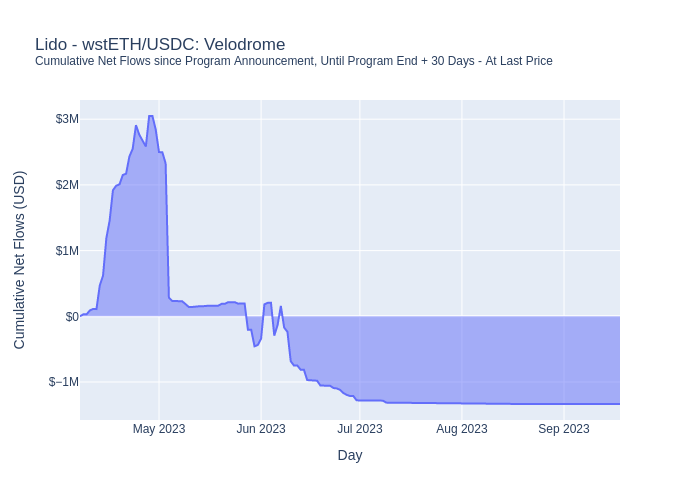 Lido - wstETH/USDC: Velodrome
Cumulative Net Flows since Program Announcement, Until Program End + 30 Days - At Last Price
$3M
$2M
$1M
$0
$−1M
Cumulative Net Flows (USD)
May 2023
Jun 2023
Jul 2023
Aug 2023
Sep 2023
Day